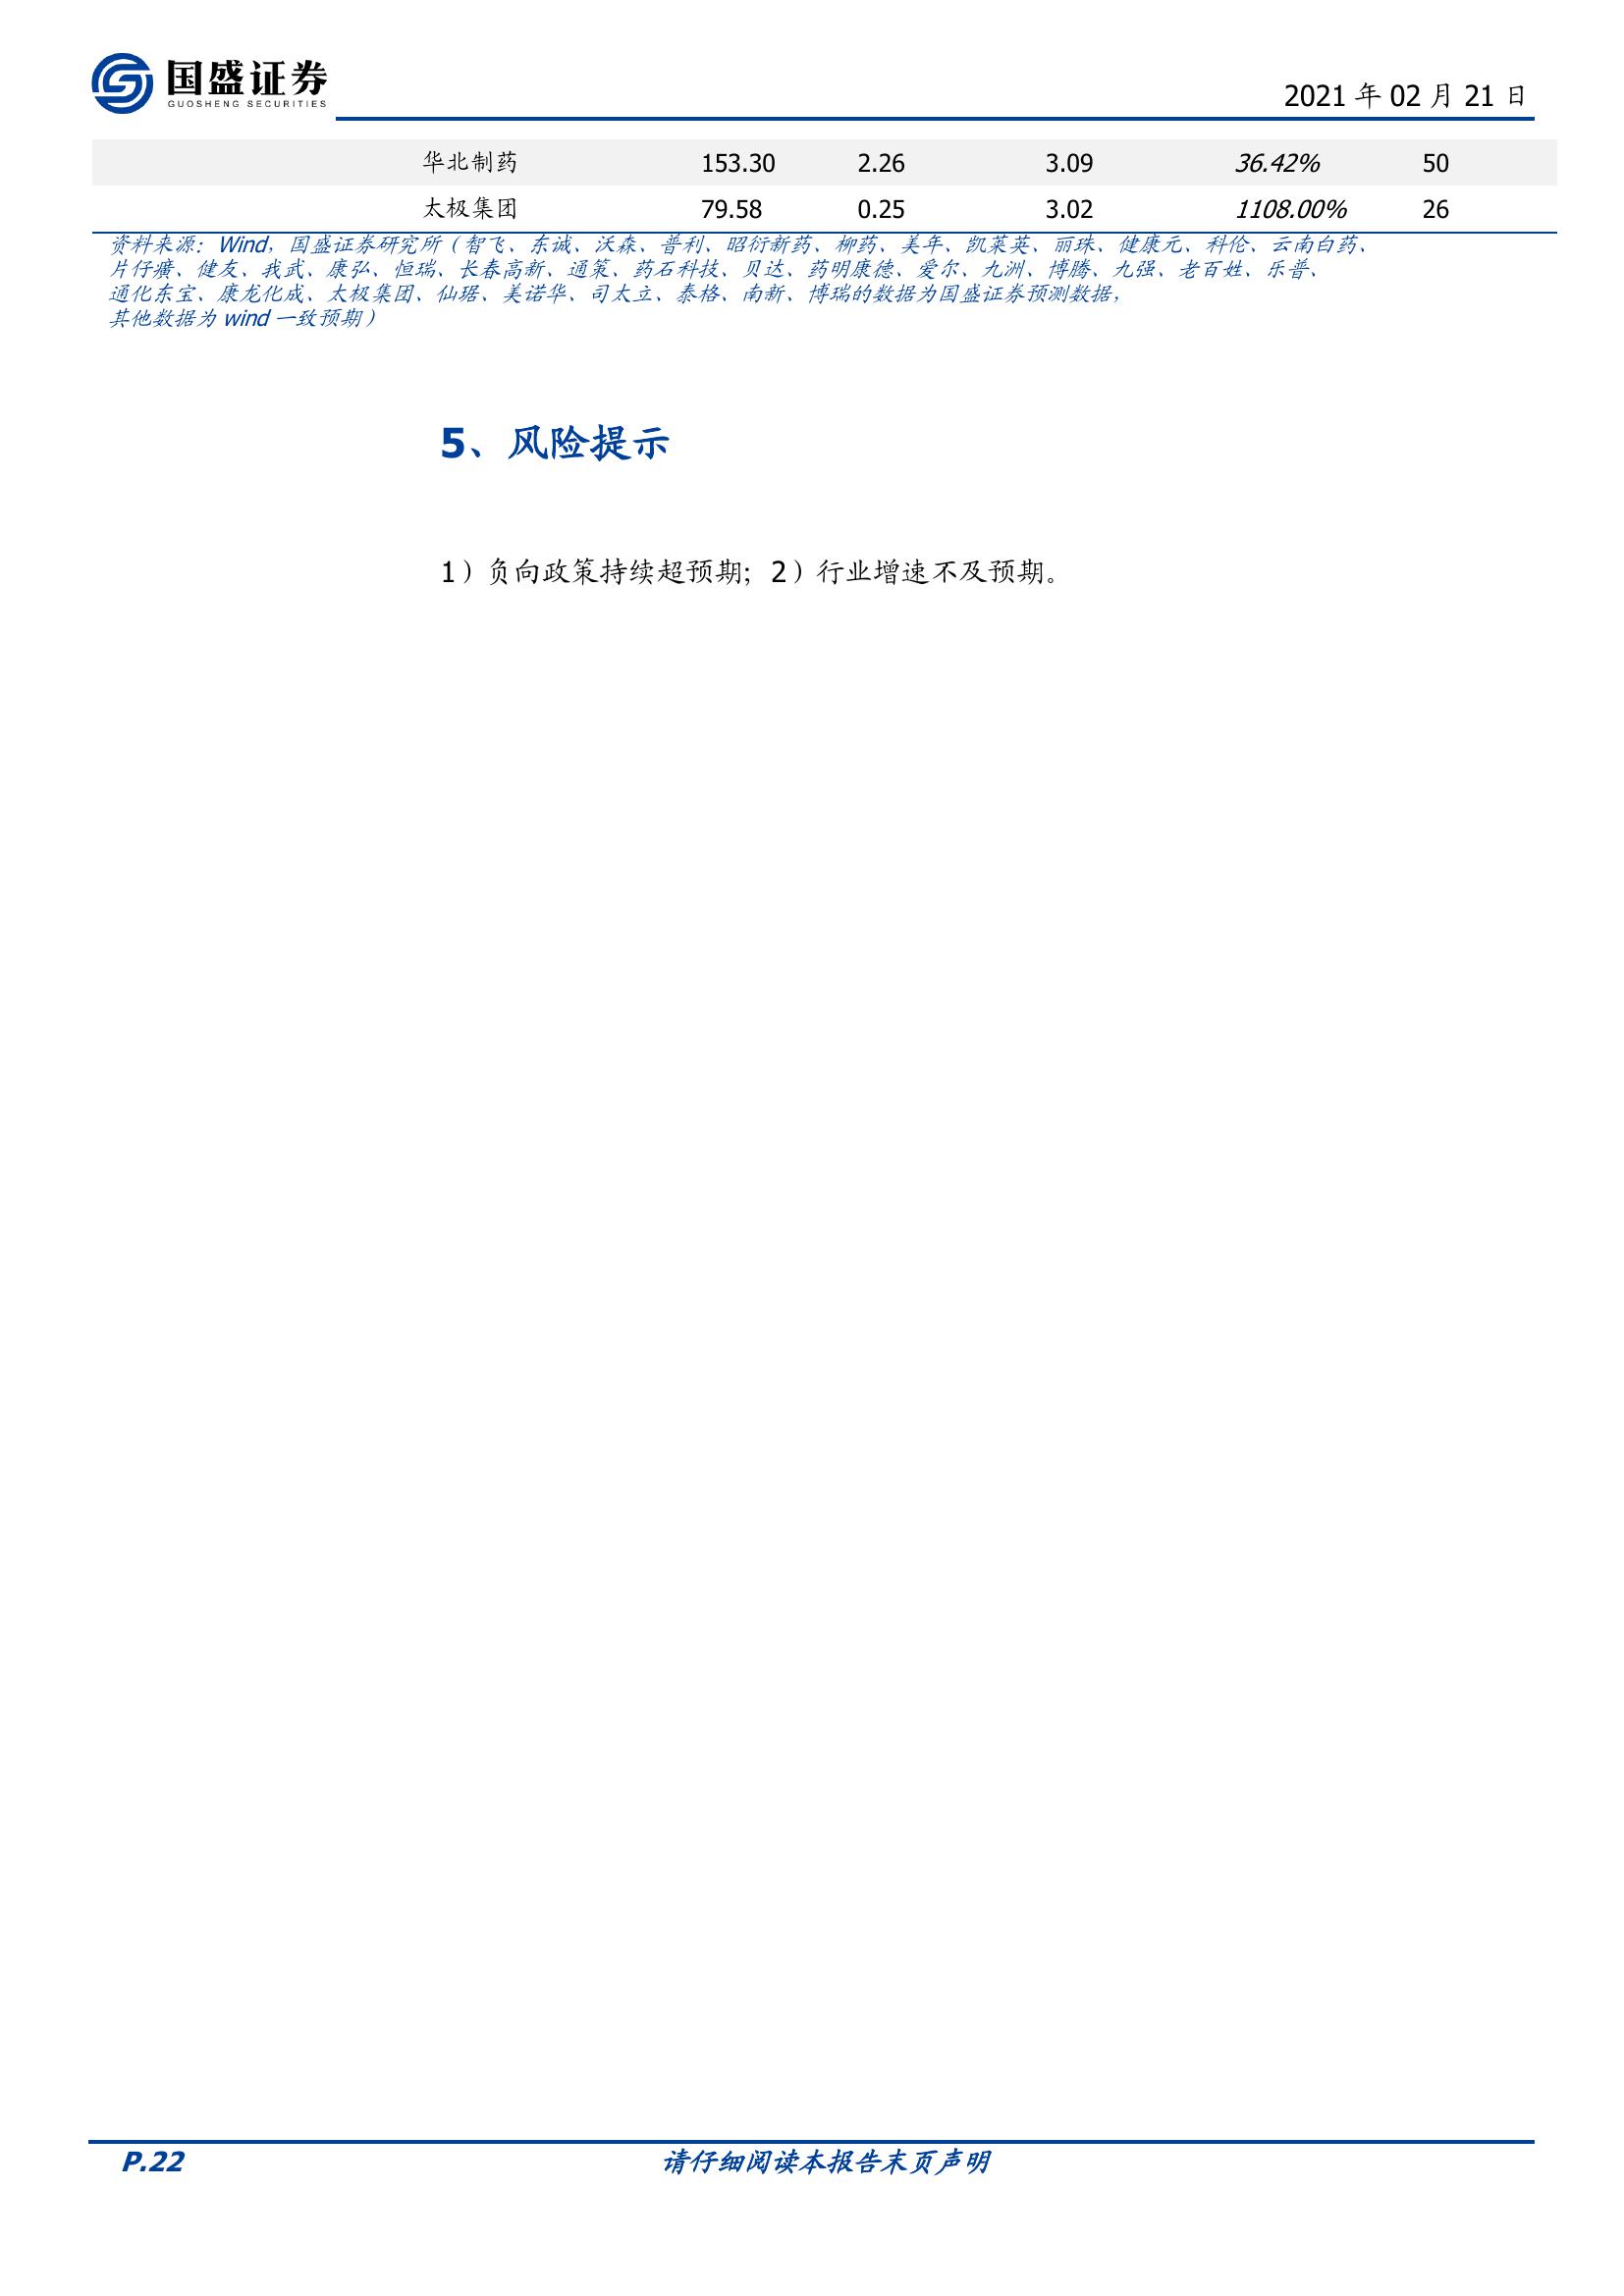 国盛证券
GUOSHENG SECURITIES
2021 年 02 月 21 日
华北制药 153.30 2.26 3.09 36.42% 50
太极集团 79.58 0.25 3.02 1108.00% 26
资料来源：Wind，国盛证券研究所（智飞、东诚、沃森、普利、昭衍新药、柳药、美年、凯莱英、丽珠、健康元、科伦、云南白药、
片仔癀、健友、我武、康弘、恒瑞、长春高新、通策、药石科技、贝达、药明康德、爱尔、九洲、博腾、九强、老百姓、乐普、
通化东宝、康龙化成、太极集团、仙琚、美诺华、司太立、泰格、南新、博瑞的数据为国盛证券预测数据，
其他数据为 wind 一致预期）
5、风险提示
1）负向政策持续超预期；2）行业增速不及预期。
P.22 请仔细阅读本报告末页声明